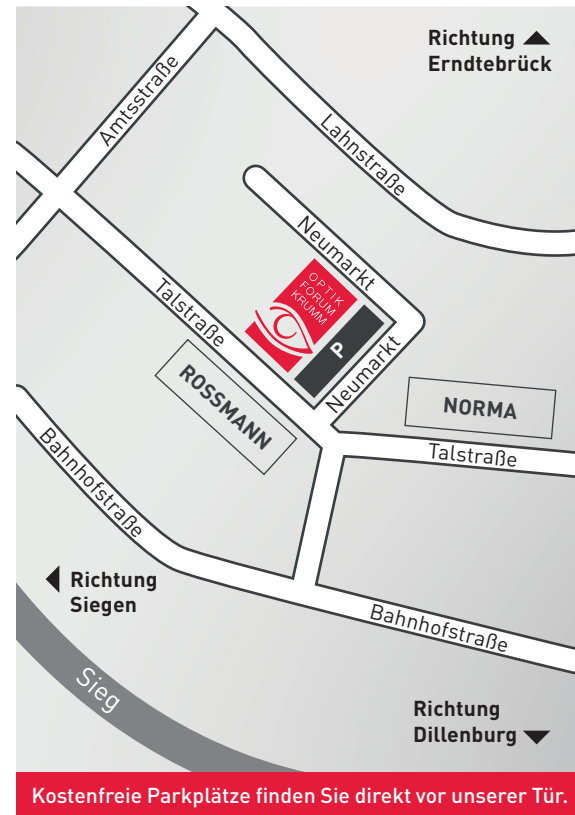 Richtung
Erndtebrück
Amtsstraße
Lahnstraße
Neumarkt
OPTIK
FORUM
KRUMM
Talstraße
P
Neumarkt
ROSSMANN
NORMA
Talstraße
Bahnhofstraße
Richtung
Siegen
Bahnhofstraße
Sieg
Richtung
Dillenburg
Kostenfreie Parkplätze finden Sie direkt vor unserer Tür.